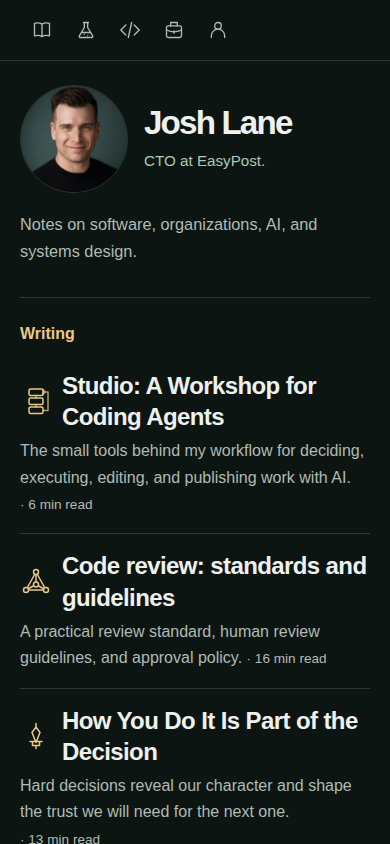 Josh Lane
CTO at EasyPost.
Notes on software, organizations, AI, and
systems design.
Writing
Studio: A Workshop for
Coding Agents
The small tools behind my workflow for deciding,
executing, editing, and publishing work with AI.
· 6 min read
Code review: standards and
guidelines
A practical review standard, human review
guidelines, and approval policy. · 16 min read
How You Do It Is Part of the
Decision
Hard decisions reveal our character and shape
the trust we will need for the next one.
· 13 min read